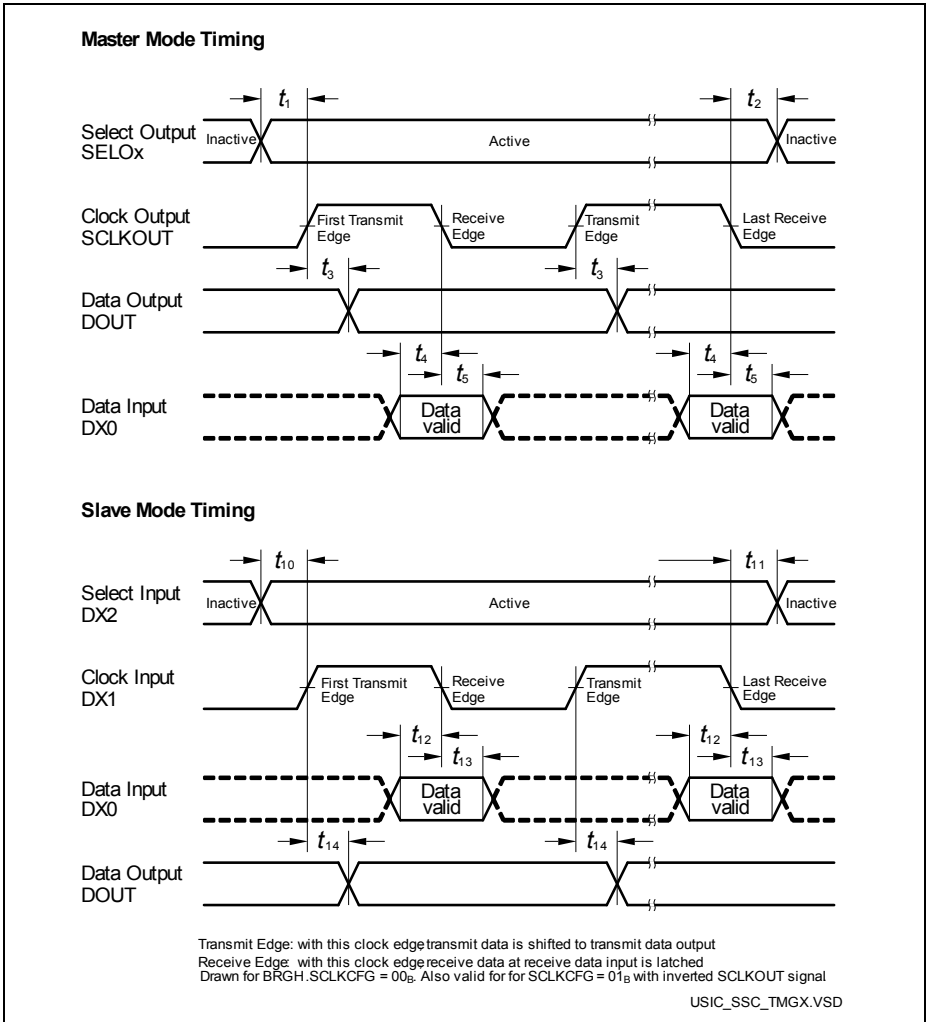 Master Mode Timing
t1 t2
Select Output
SELOx
Inactive Active Inactive
Clock Output
SCLKOUT
First Transmit
Edge
Receive
Edge
Transmit
Edge
Last Receive
Edge
t3 t3
Data Output
DOUT
t4 t4
t5 t5
Data Input
DX0
Data
valid
Data
valid
Slave Mode Timing
t10 t11
Select Input
DX2
Inactive Active Inactive
Clock Input
DX1
First Transmit
Edge
Receive
Edge
Transmit
Edge
Last Receive
Edge
t12 t12
t13 t13
Data Input
DX0
Data
valid
Data
valid
t14 t14
Data Output
DOUT
Transmit Edge: with this clock edge, transmit data is shifted to transmit data output
Receive Edge: with this clock edge, receive data at receive data input is latched
Drawn for BRGH.SCLKCFG = 00B. Also valid for for SCLKCFG = 01B with inverted SCLKOUT signal.
USIC_SSC_TMGX.VSD